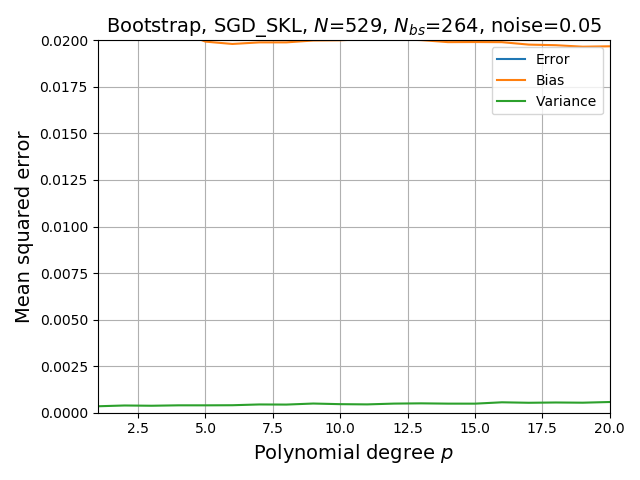 Bootstrap, SGD_SKL, N=529, N_bs=264, noise=0.05
0.0200
0.0175
0.0150
0.0125
0.0100
0.0075
0.0050
0.0025
0.0000
Mean squared error
Error
Bias
Variance
2.5 5.0 7.5 10.0 12.5 15.0 17.5 20.0
Polynomial degree p